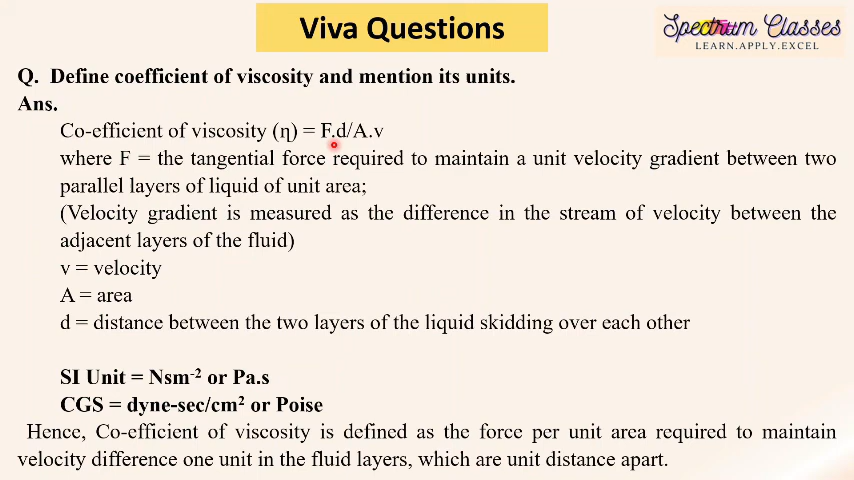 Viva Questions
Spectrum Classes
LEARN.APPLY.EXCEL
Q. Define coefficient of viscosity and mention its units.
Ans.
Co-efficient of viscosity (η) = F.d/A.v
where F = the tangential force required to maintain a unit velocity gradient between two
parallel layers of liquid of unit area;
(Velocity gradient is measured as the difference in the stream of velocity between the
adjacent layers of the fluid)
v = velocity
A = area
d = distance between the two layers of the liquid skidding over each other
SI Unit = Nsm⁻² or Pa.s
CGS = dyne-sec/cm² or Poise
Hence, Co-efficient of viscosity is defined as the force per unit area required to maintain
velocity difference one unit in the fluid layers, which are unit distance apart.